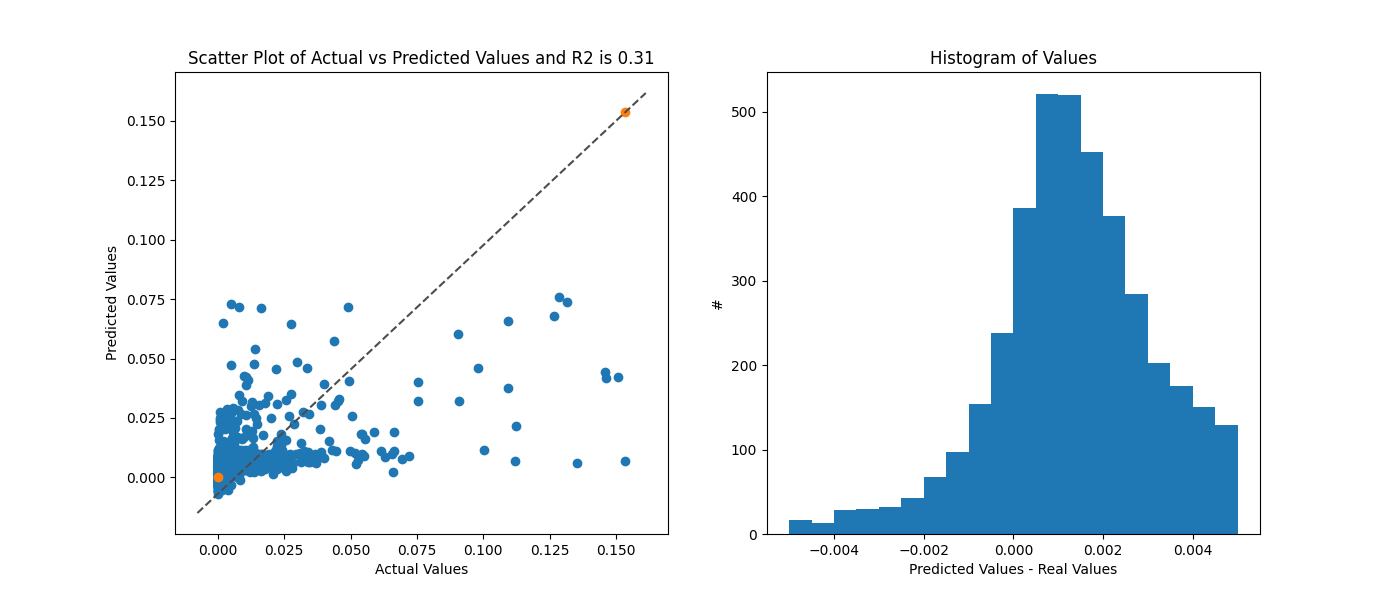 Scatter Plot of Actual vs Predicted Values and R2 is 0.31
Predicted Values
0.150
0.125
0.100
0.075
0.050
0.025
0.000
0.000 0.025 0.050 0.075 0.100 0.125 0.150
Actual Values
Histogram of Values
#
500
400
300
200
100
0
−0.004 −0.002 0.000 0.002 0.004
Predicted Values - Real Values